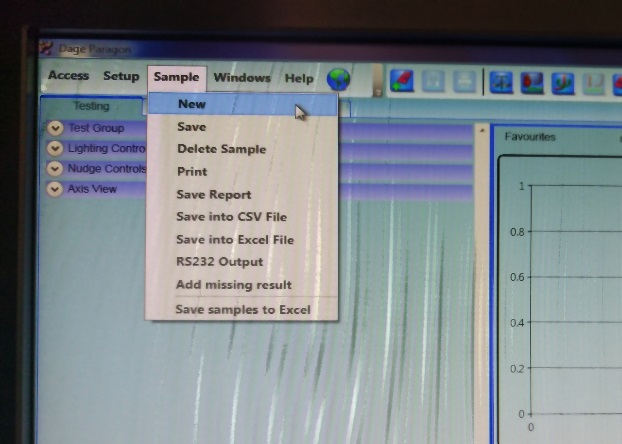 Dage Paragon
Access Setup Sample Windows Help
Testing
New
Save
Delete Sample
Print
Save Report
Save into CSV File
Save into Excel File
RS232 Output
Add missing result
Save samples to Excel
Test Group
Lighting Contro
Nudge Controls
Axis View
Favourites
1
0.8
0.6
0.4
0.2
0
0